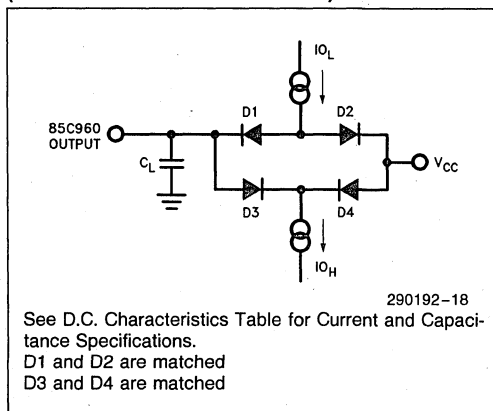 IO_L
D1 D2
85C960
OUTPUT
C_L
V_CC
D3 D4
IO_H
290192–18
See D.C. Characteristics Table for Current and Capaci-
tance Specifications.
D1 and D2 are matched
D3 and D4 are matched